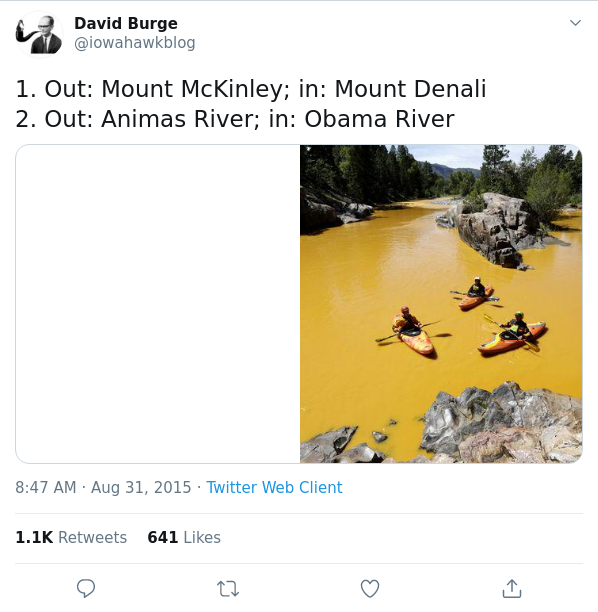 David Burge
@iowahawkblog
1. Out: Mount McKinley; in: Mount Denali
2. Out: Animas River; in: Obama River
8:47 AM · Aug 31, 2015 · Twitter Web Client
1.1K Retweets 641 Likes